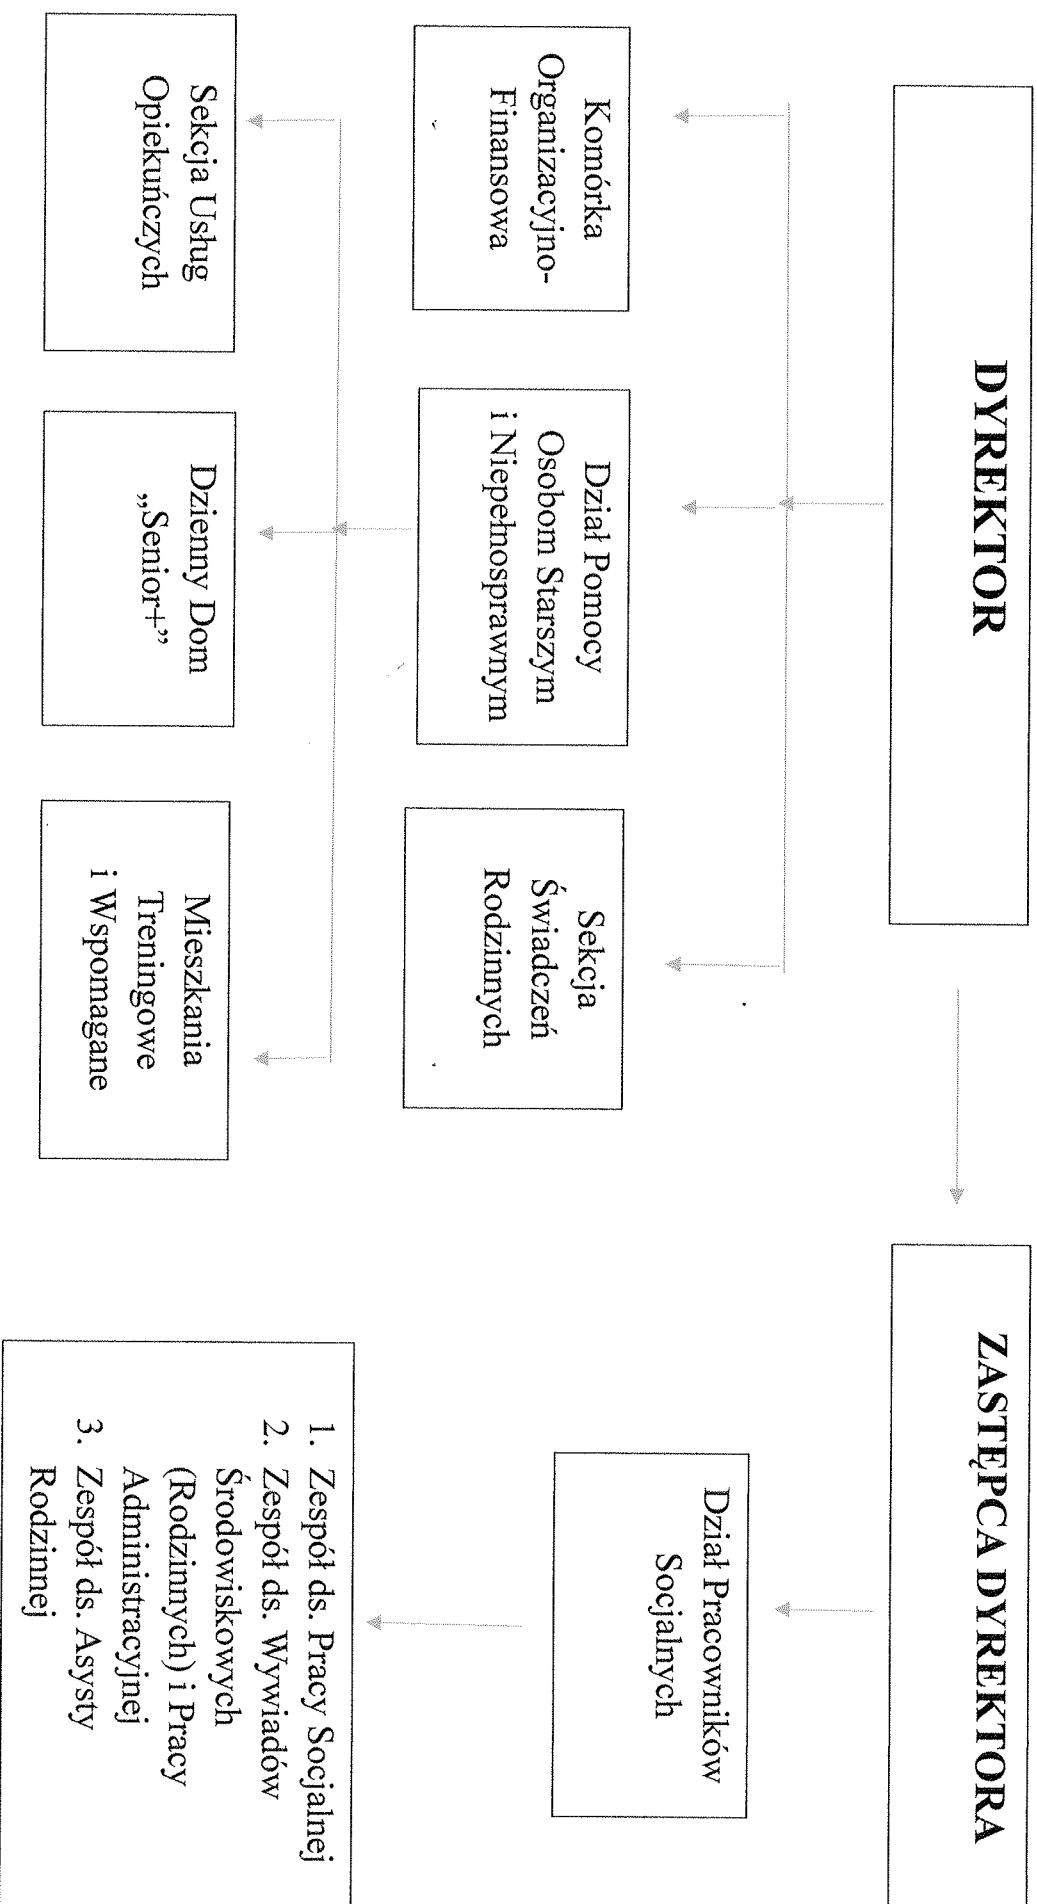 DYREKTOR
ZASTĘPCA DYREKTORA
Komórka
Organizacyjno-
Finansowa
Dział Pomocy
Osobom Starszym
i Niepełnosprawnym
Sekcja
Świadczeń
Rodzinnych
Dział Pracowników
Socjalnych
Sekcja Usług
Opiekuńczych
Dzienny Dom
„Senior+”
Mieszkania
Treningowe
i Wspomagane
1. Zespół ds. Pracy Socjalnej
2. Zespół ds. Wywiadów
Środowiskowych
(Rodzinnych) i Pracy
Administracyjnej
3. Zespół ds. Asysty
Rodzinnej